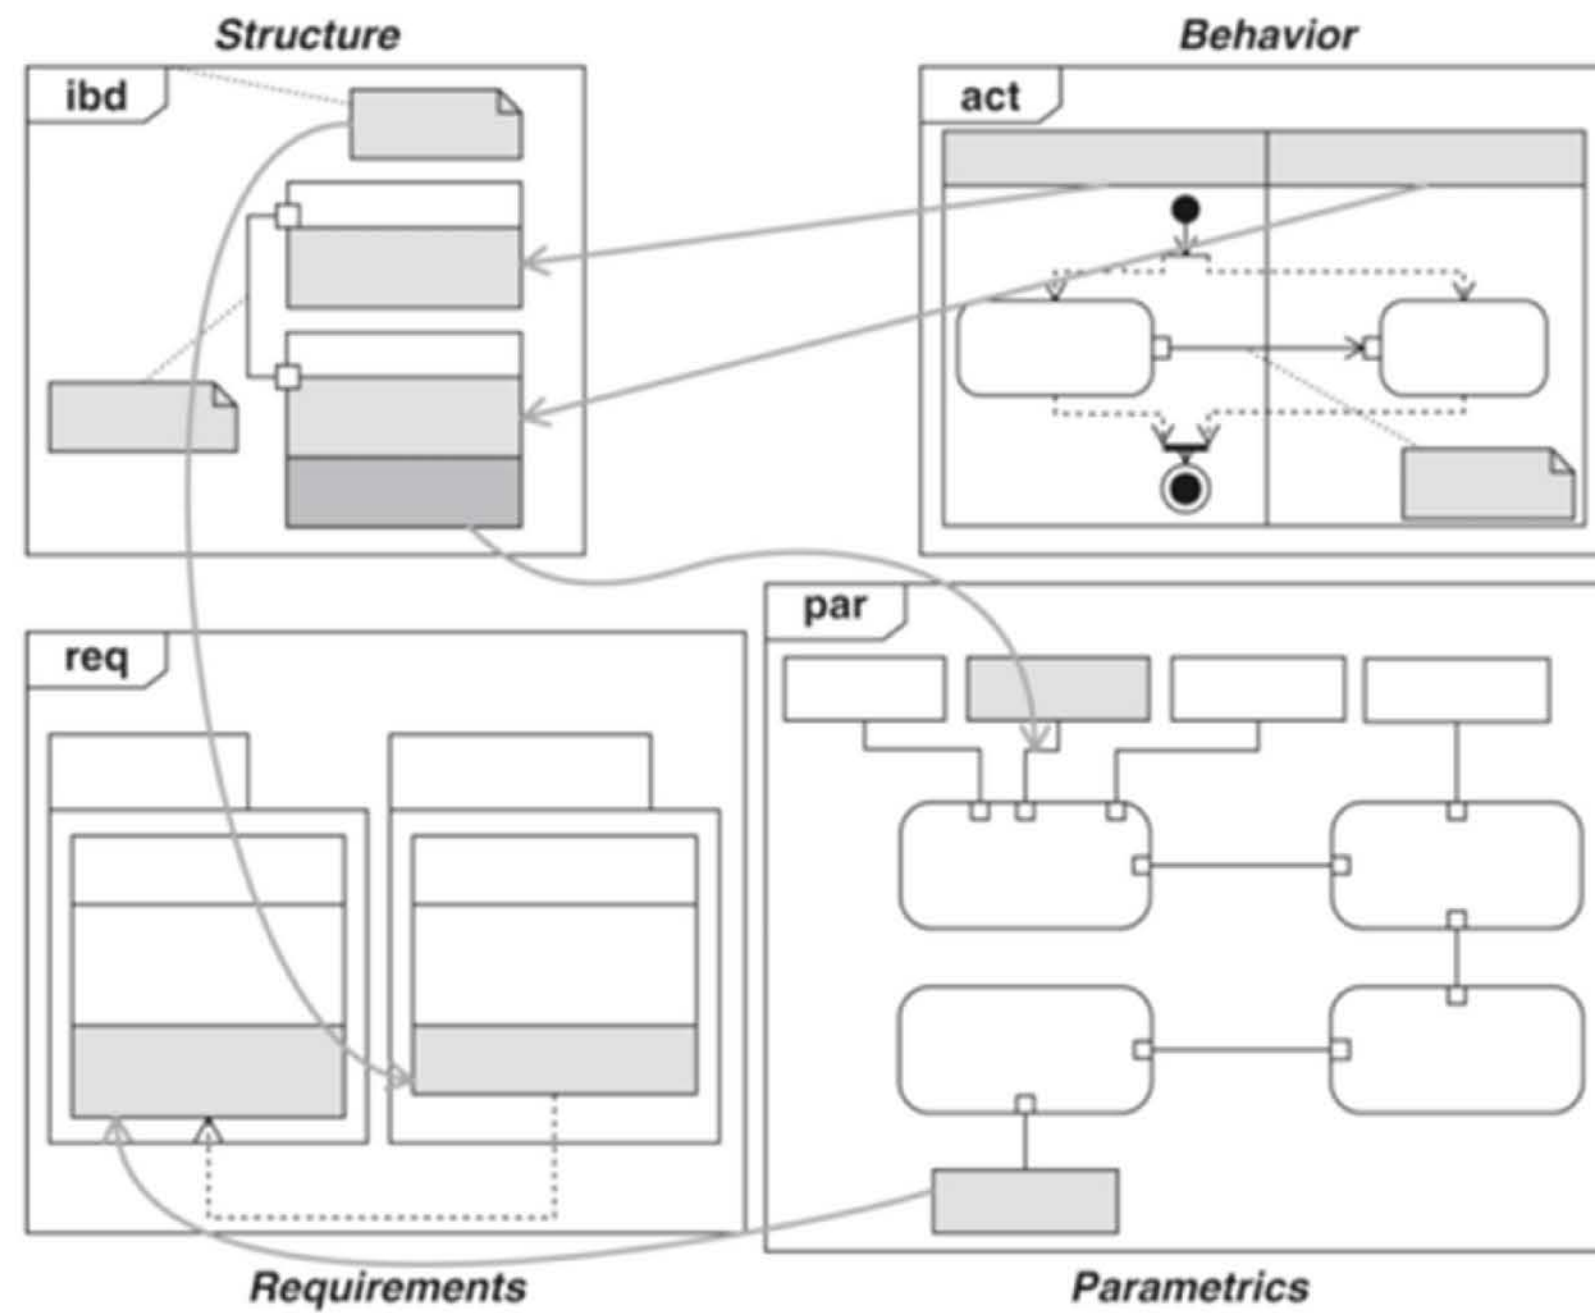 Structure
Behavior
ibd
act
par
req
Requirements
Parametrics